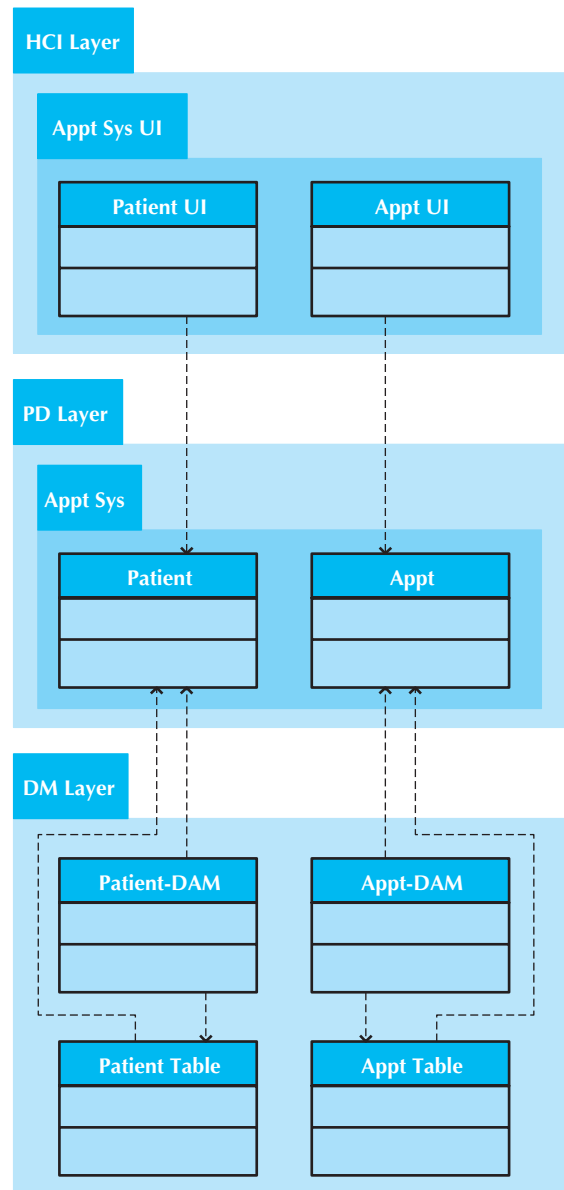 HCI Layer
Appt Sys UI
Patient UI
Appt UI
PD Layer
Appt Sys
Patient
Appt
DM Layer
Patient-DAM
Appt-DAM
Patient Table
Appt Table